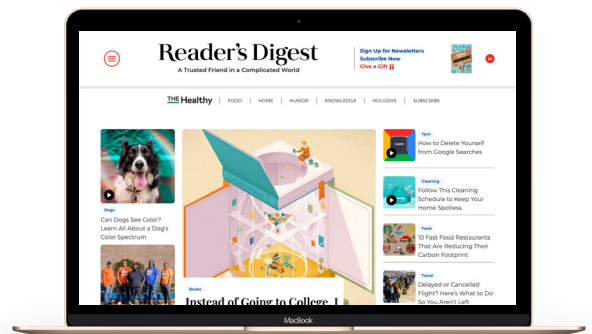 Reader's Digest
A Trusted Friend in a Complicated World
Sign Up for Newsletters
Subscribe Now
Give a Gift
THE Healthy | FOOD | HOME | HUMOR | KNOWLEDGE | HOLIDAYS | SUBSCRIBE
Dogs
Can Dogs See Color?
Learn All About a Dog's
Color Spectrum
Books
Instead of Going to College, I
Tech
How to Delete Yourself
from Google Searches
Cleaning
Follow This Cleaning
Schedule to Keep Your
Home Spotless
Food
10 Fast Food Restaurants
That Are Reducing Their
Carbon Footprint
Travel
Delayed or Cancelled
Flight? Here's What to Do
So You Aren't Left
MacBook